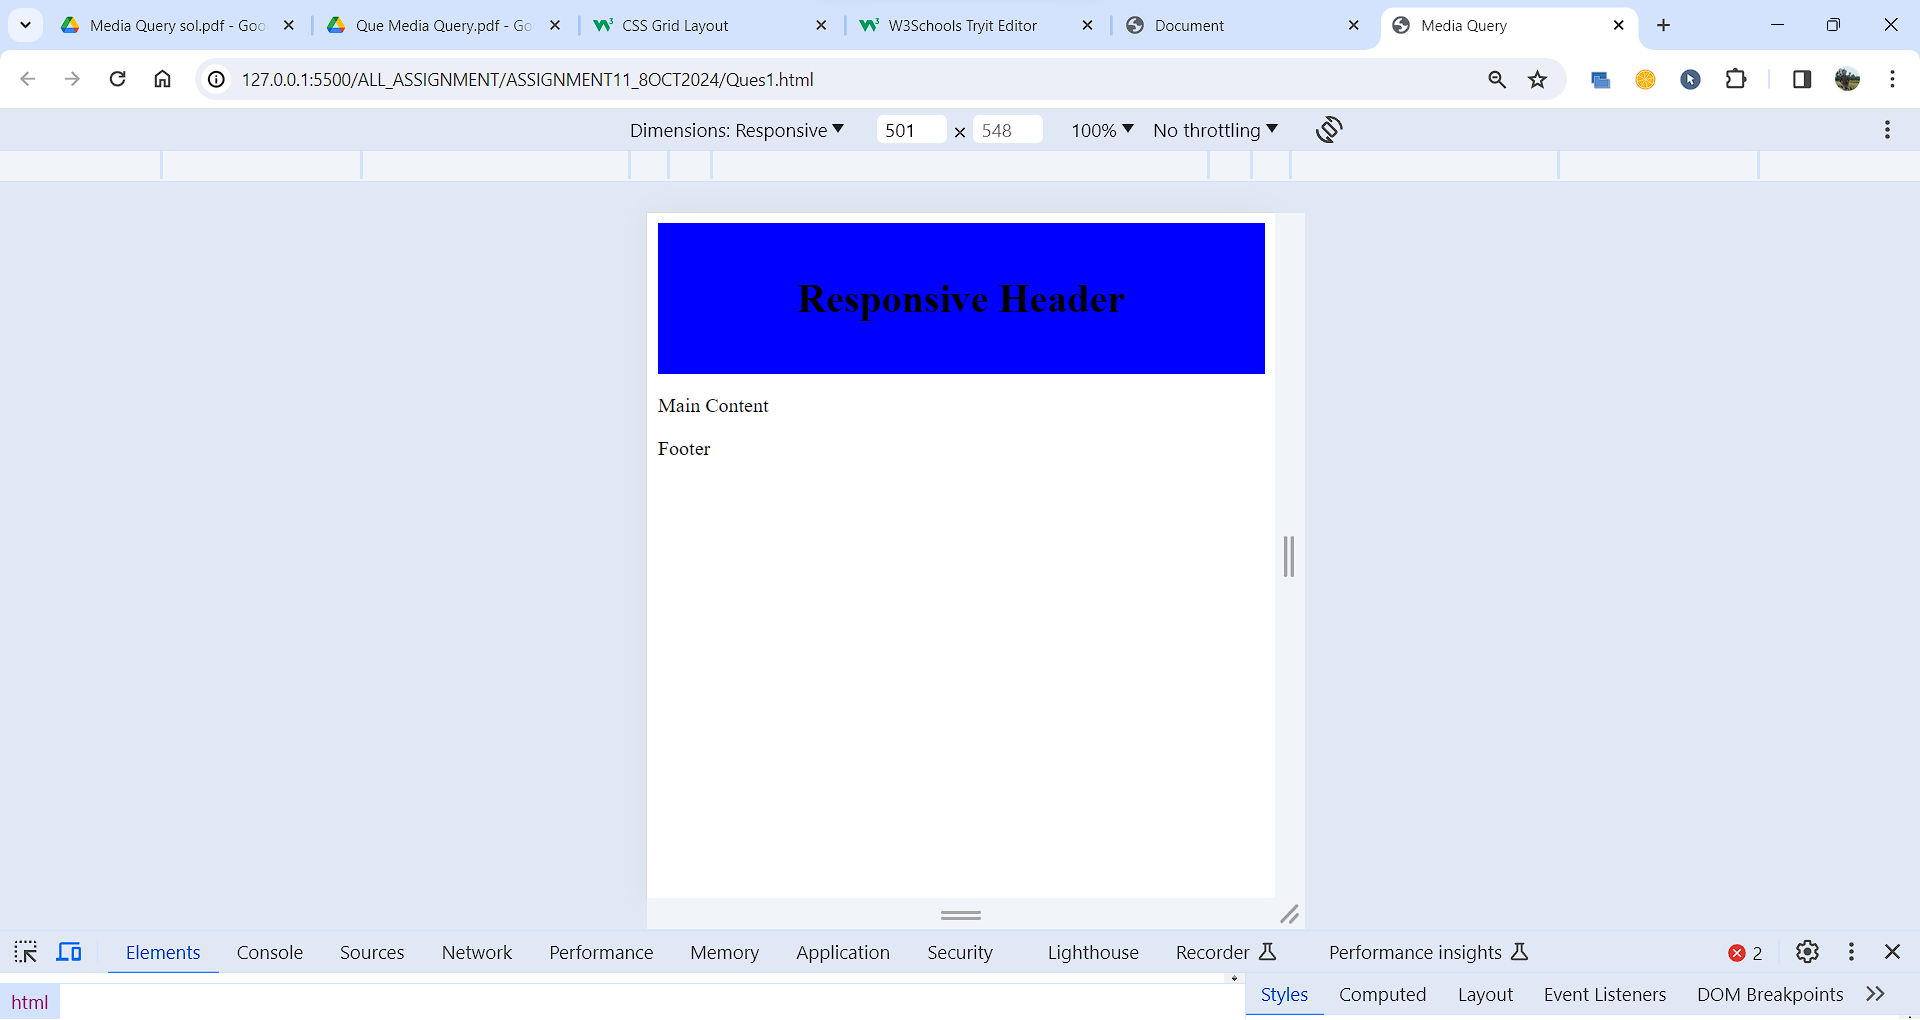 Media Query sol.pdf - Goo
Que Media Query.pdf - Go
CSS Grid Layout
W3Schools Tryit Editor
Document
Media Query
127.0.0.1:5500/ALL_ASSIGNMENT/ASSIGNMENT11_8OCT2024/Ques1.html
Dimensions: Responsive 501 × 548 100% No throttling
Responsive Header
Main Content
Footer
Elements Console Sources Network Performance Memory Application Security Lighthouse Recorder Performance insights 2
html
Styles Computed Layout Event Listeners DOM Breakpoints